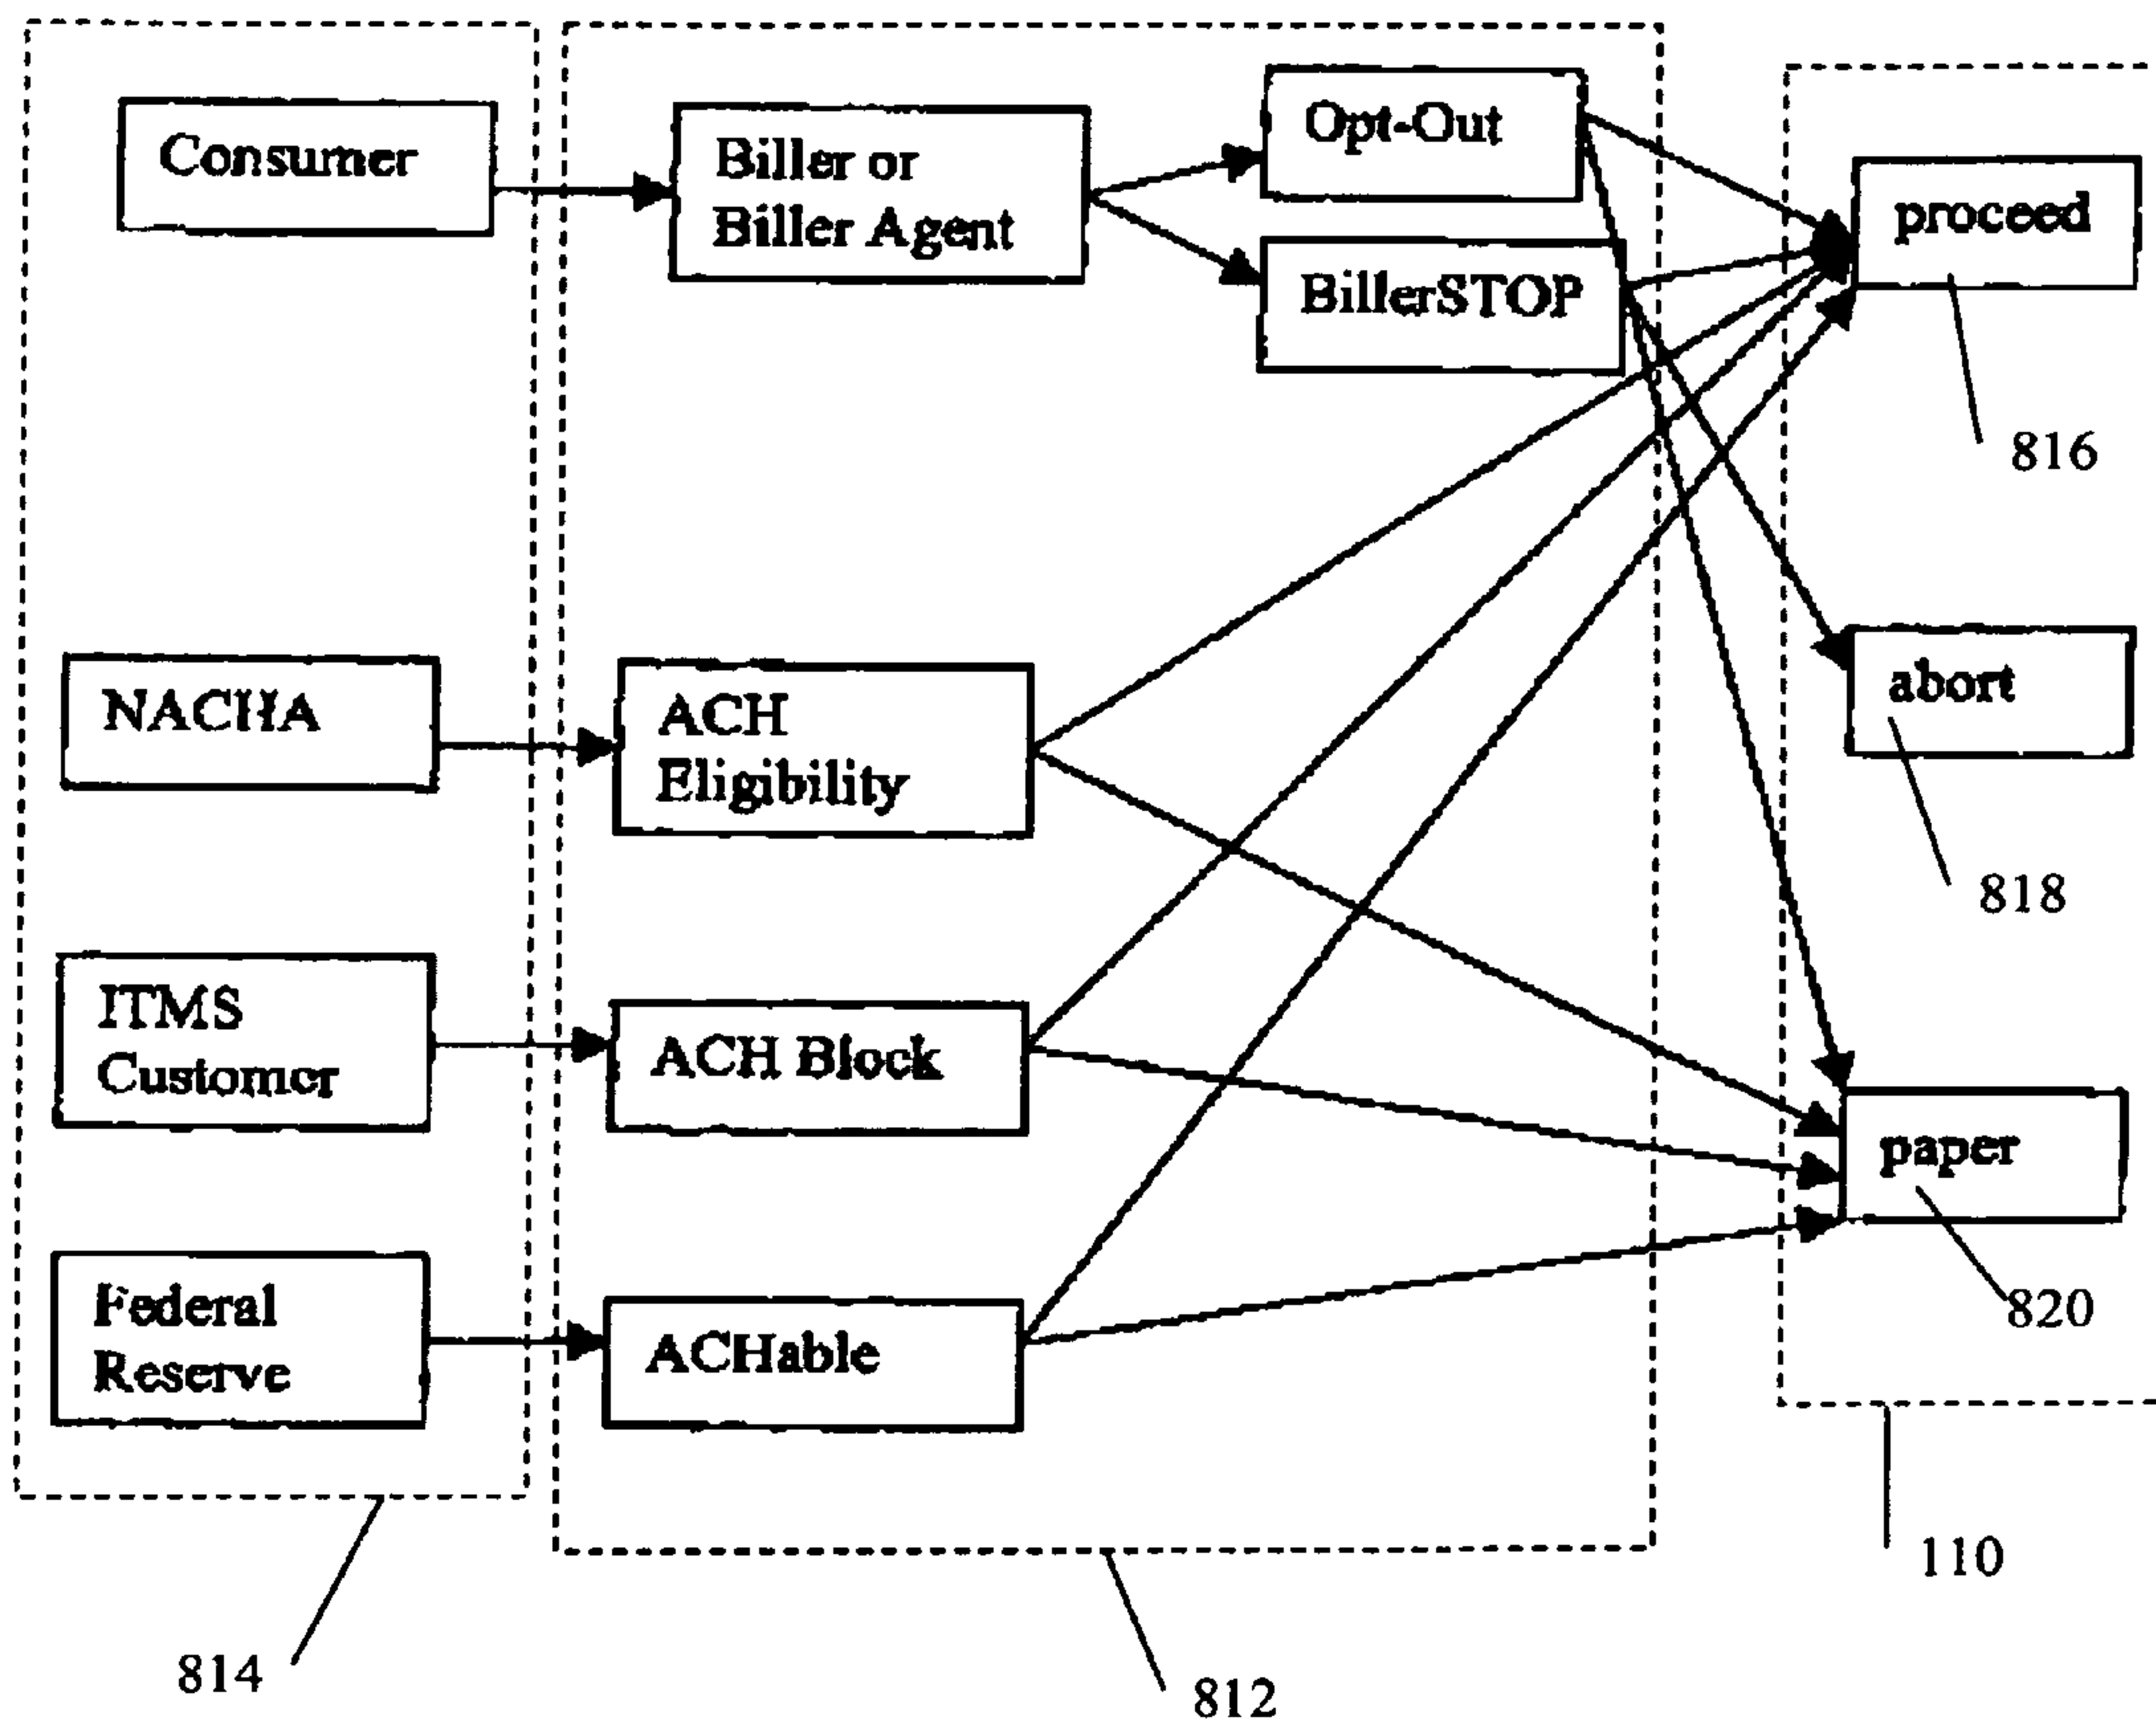 Consumer
Biller or
Biller Agent
Opt-Out
BillerSTOP
proceed
816
NACHA
ACH
Eligibility
abort
818
ITMS
Customer
ACH Block
paper
820
Federal
Reserve
ACHable
110
814
812